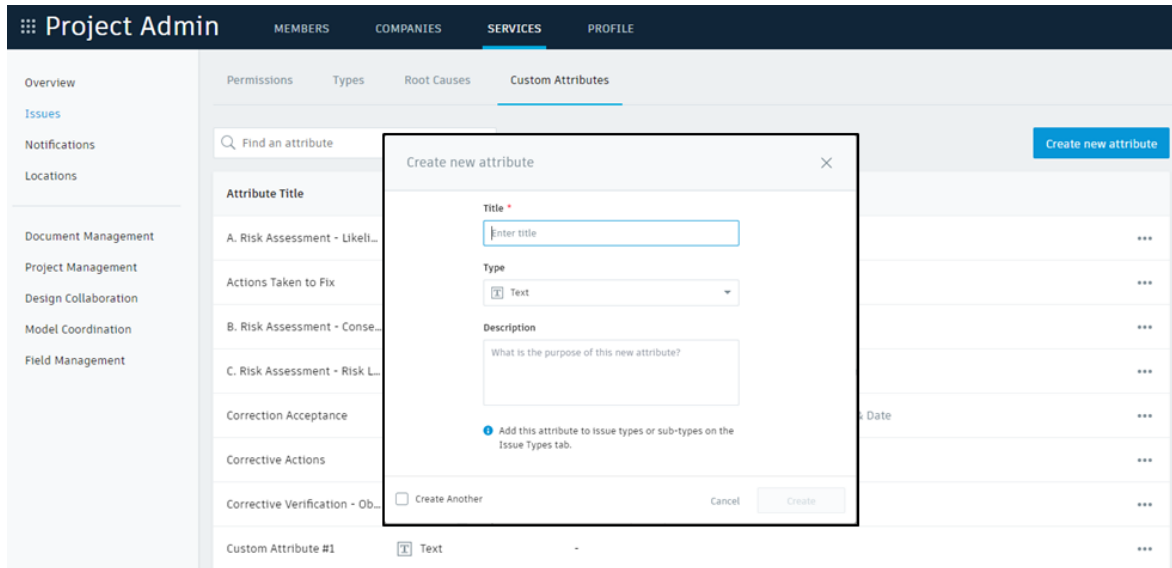 Project Admin
MEMBERS
COMPANIES
SERVICES
PROFILE
Overview
Issues
Notifications
Locations
Document Management
Project Management
Design Collaboration
Model Coordination
Field Management
Permissions
Types
Root Causes
Custom Attributes
Find an attribute
Create new attribute
Attribute Title
A. Risk Assessment - Likeli...
Actions Taken to Fix
B. Risk Assessment - Conse...
C. Risk Assessment - Risk L...
Correction Acceptance
& Date
Corrective Actions
Corrective Verification - Ob...
Custom Attribute #1
Text
-
Create new attribute
Title *
Enter title
Type
Text
Description
What is the purpose of this new attribute?
Add this attribute to issue types or sub-types on the
Issue Types tab.
Create Another
Cancel
Create